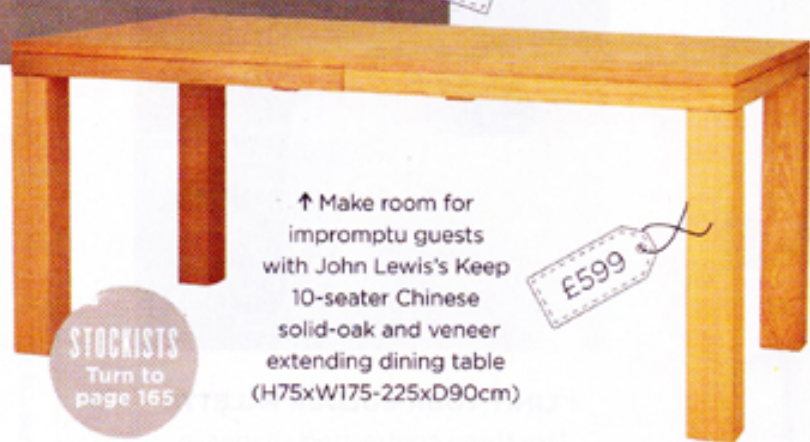 ↑ Make room for
impromptu guests
with John Lewis's Keep
10-seater Chinese
solid-oak and veneer
extending dining table
(H75xW175-225xD90cm)
£599
STOCKISTS
Turn to
page 165